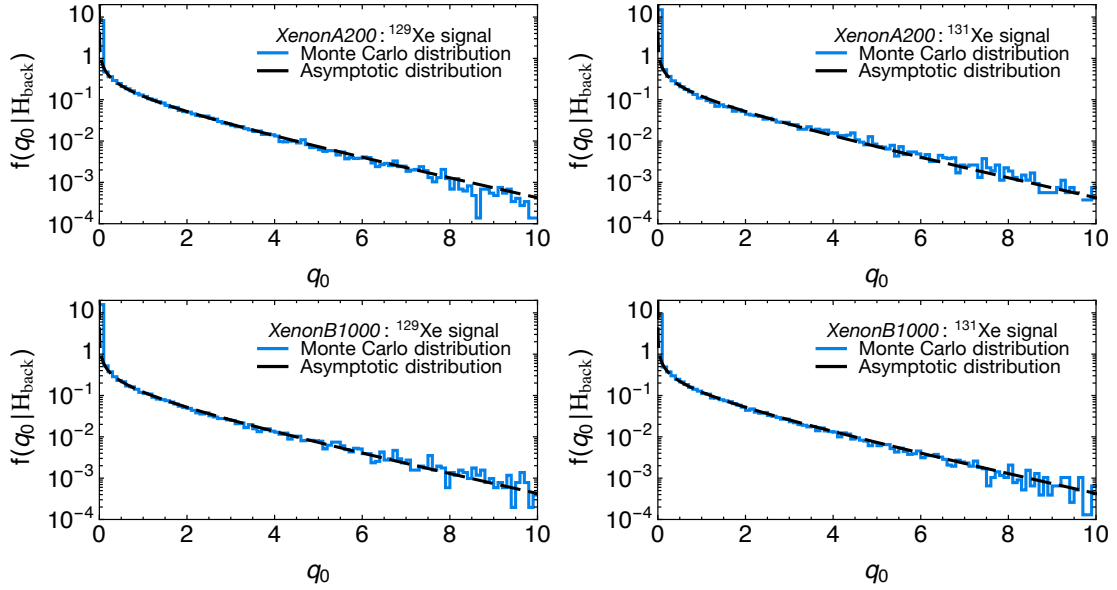 XenonA200: ¹²⁹Xe signal
Monte Carlo distribution
Asymptotic distribution
f(q₀|H_back)
10
1
10⁻¹
10⁻²
10⁻³
10⁻⁴
0 2 4 6 8 10
q₀
XenonA200: ¹³¹Xe signal
Monte Carlo distribution
Asymptotic distribution
f(q₀|H_back)
10
1
10⁻¹
10⁻²
10⁻³
10⁻⁴
0 2 4 6 8 10
q₀
XenonB1000: ¹²⁹Xe signal
Monte Carlo distribution
Asymptotic distribution
f(q₀|H_back)
10
1
10⁻¹
10⁻²
10⁻³
10⁻⁴
0 2 4 6 8 10
q₀
XenonB1000: ¹³¹Xe signal
Monte Carlo distribution
Asymptotic distribution
f(q₀|H_back)
10
1
10⁻¹
10⁻²
10⁻³
10⁻⁴
0 2 4 6 8 10
q₀